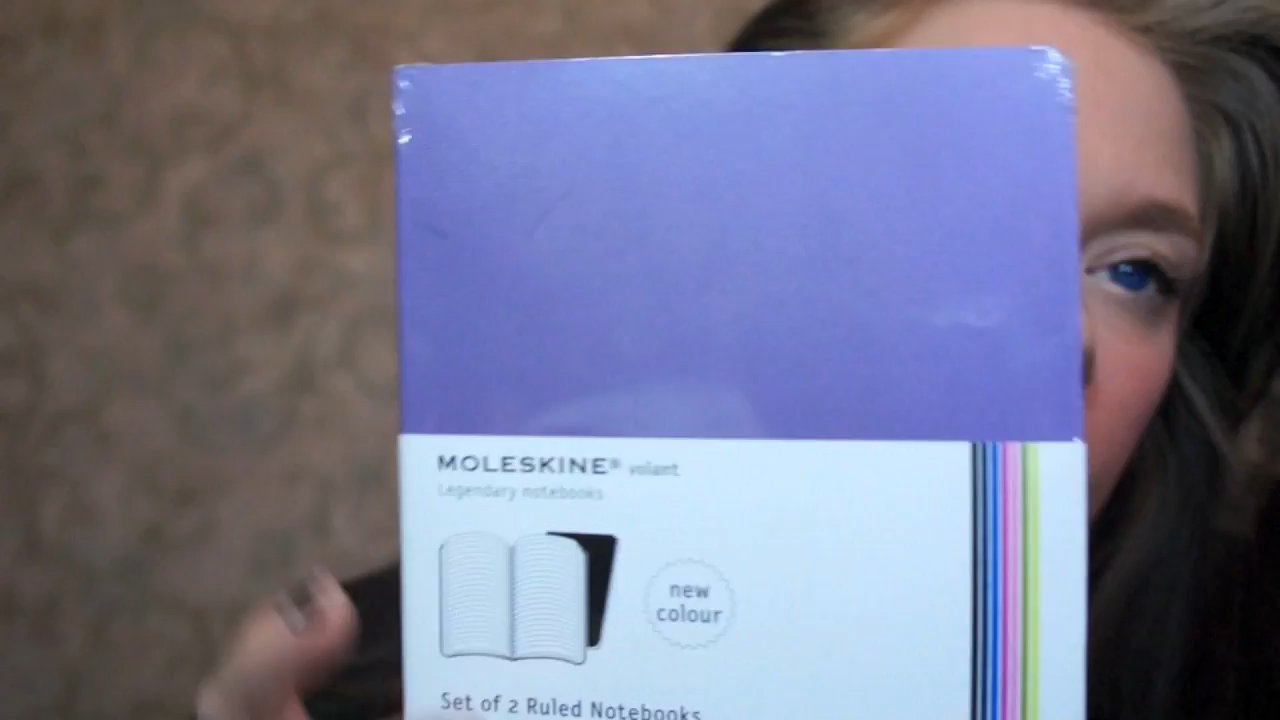 MOLESKINE® volant
Legendary notebooks
new
colour
Set of 2 Ruled Notebooks